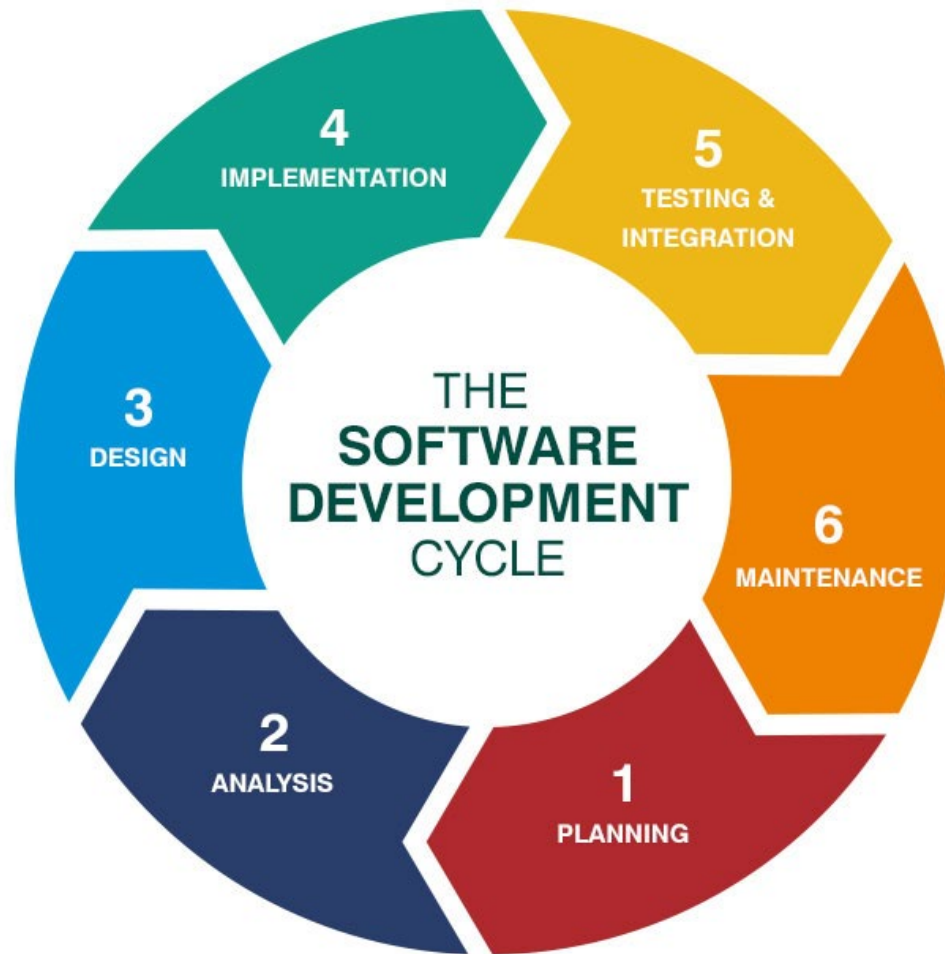 THE
SOFTWARE
DEVELOPMENT
CYCLE
1
PLANNING
2
ANALYSIS
3
DESIGN
4
IMPLEMENTATION
5
TESTING &
INTEGRATION
6
MAINTENANCE